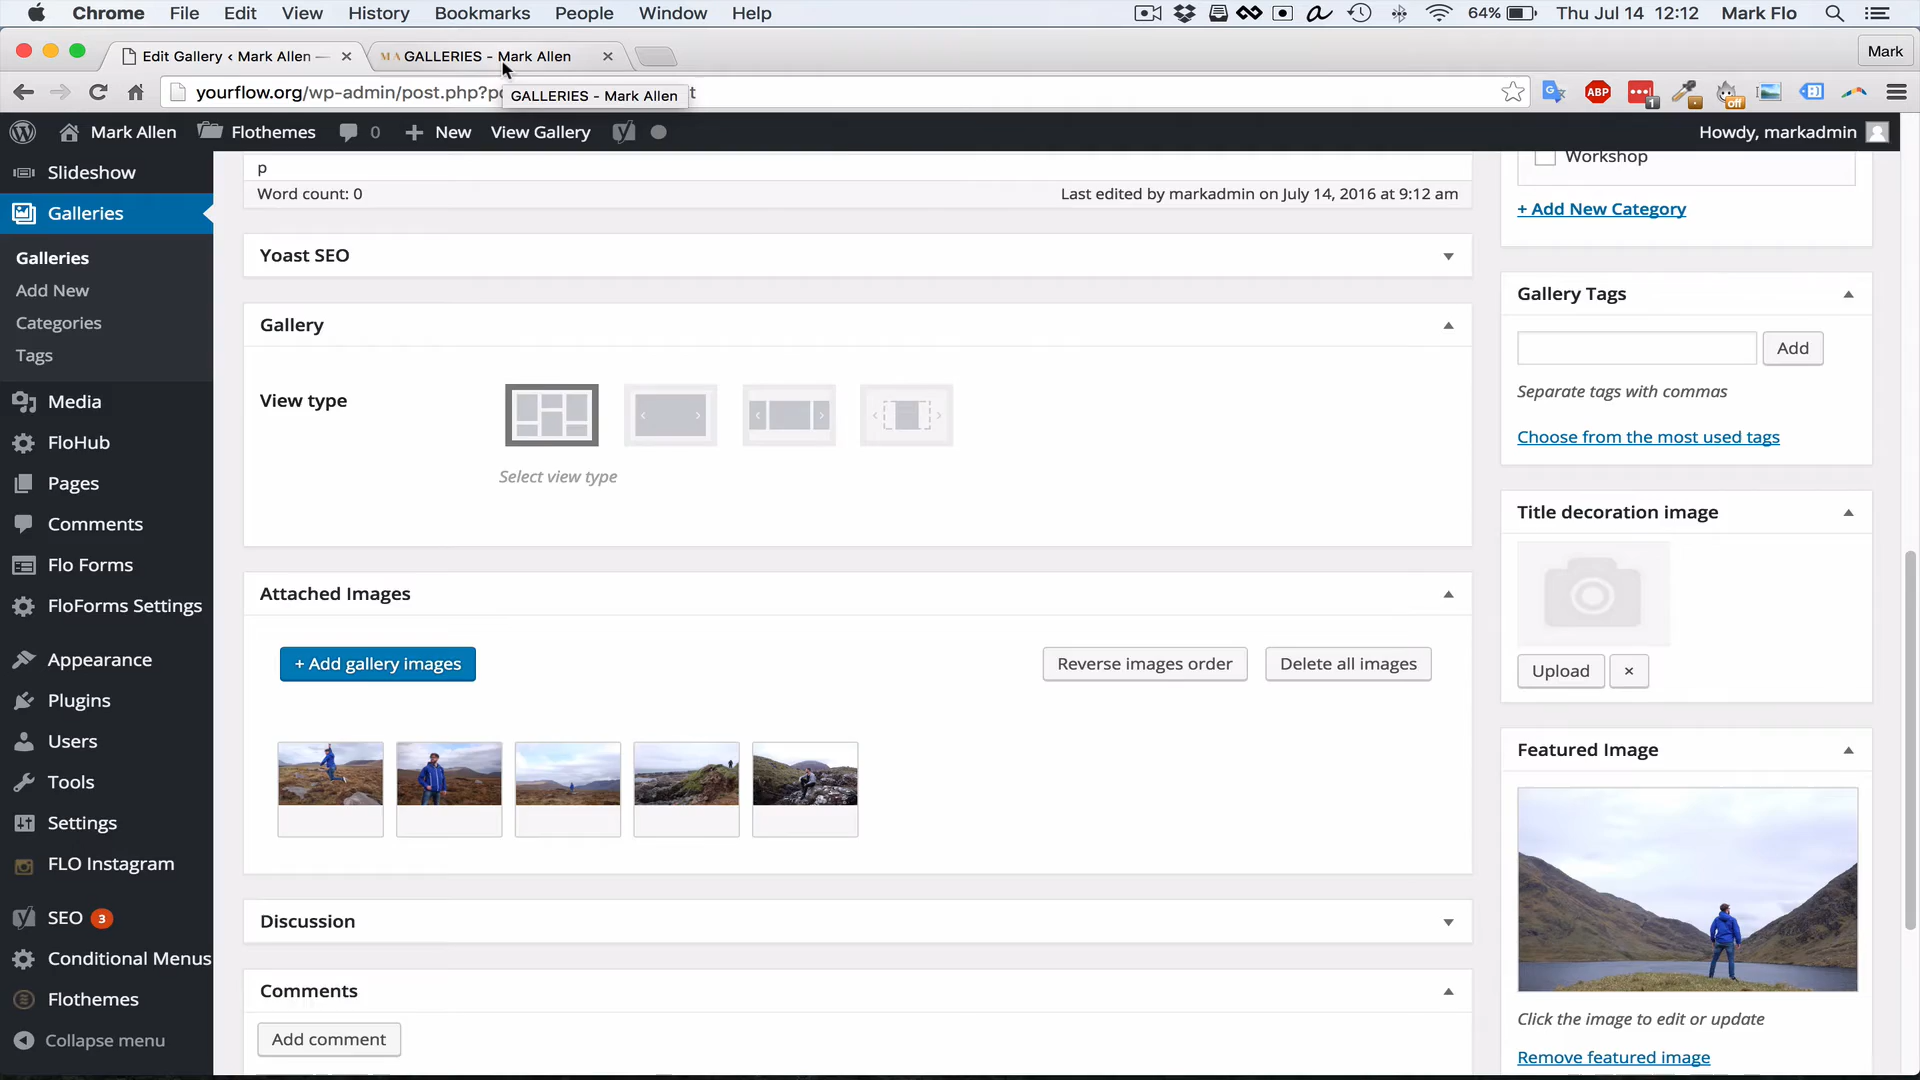 Chrome File Edit View History Bookmarks People Window Help 64% Thu Jul 14 12:12 Mark Flo
Edit Gallery ‹ Mark Allen — GALLERIES - Mark Allen Mark
yourflow.org/wp-admin/post.php?po t
GALLERIES - Mark Allen
ABP 1 off
Mark Allen Flothemes 0 New View Gallery Howdy, markadmin
Slideshow
Galleries
Galleries
Add New
Categories
Tags
Media
FloHub
Pages
Comments
Flo Forms
FloForms Settings
Appearance
Plugins
Users
Tools
Settings
FLO Instagram
SEO 3
Conditional Menus
Flothemes
Collapse menu
p
Word count: 0 Last edited by markadmin on July 14, 2016 at 9:12 am
Yoast SEO
Gallery
View type
Select view type
Attached Images
+ Add gallery images Reverse images order Delete all images
Discussion
Comments
Add comment
Workshop
+ Add New Category
Gallery Tags
Add
Separate tags with commas
Choose from the most used tags
Title decoration image
Upload ×
Featured Image
Click the image to edit or update
Remove featured image